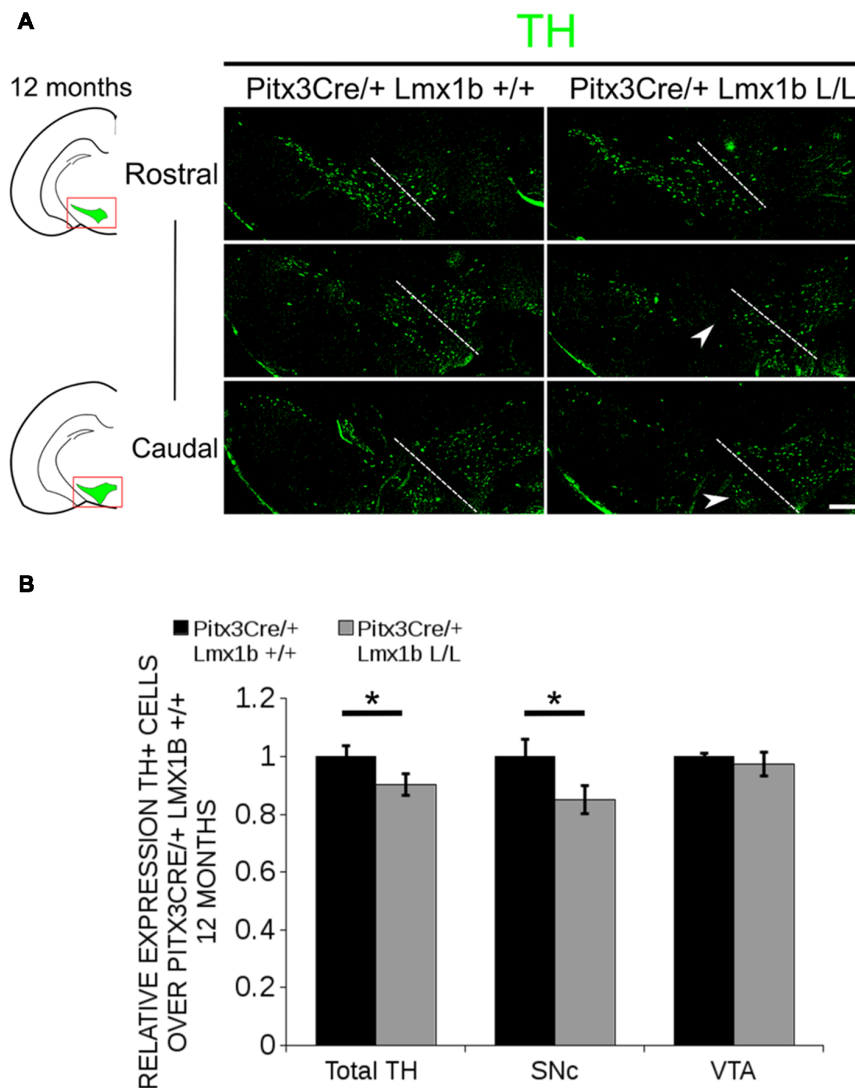 A
TH
12 months
Pitx3Cre/+ Lmx1b +/+
Pitx3Cre/+ Lmx1b L/L
Rostral
Caudal
B
Pitx3Cre/+
Lmx1b +/+
Pitx3Cre/+
Lmx1b L/L
RELATIVE EXPRESSION TH+ CELLS
OVER PITX3CRE/+ LMX1B +/+
12 MONTHS
1.2
1
0.8
0.6
0.4
0.2
0
*
*
Total TH
SNc
VTA